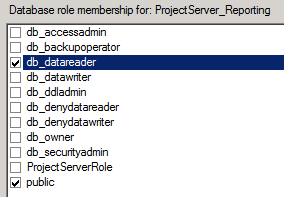 Database role membership for: ProjectServer_Reporting
db_accessadmin
db_backupoperator
db_datareader
db_datawriter
db_ddladmin
db_denydatareader
db_denydatawriter
db_owner
db_securityadmin
ProjectServerRole
public